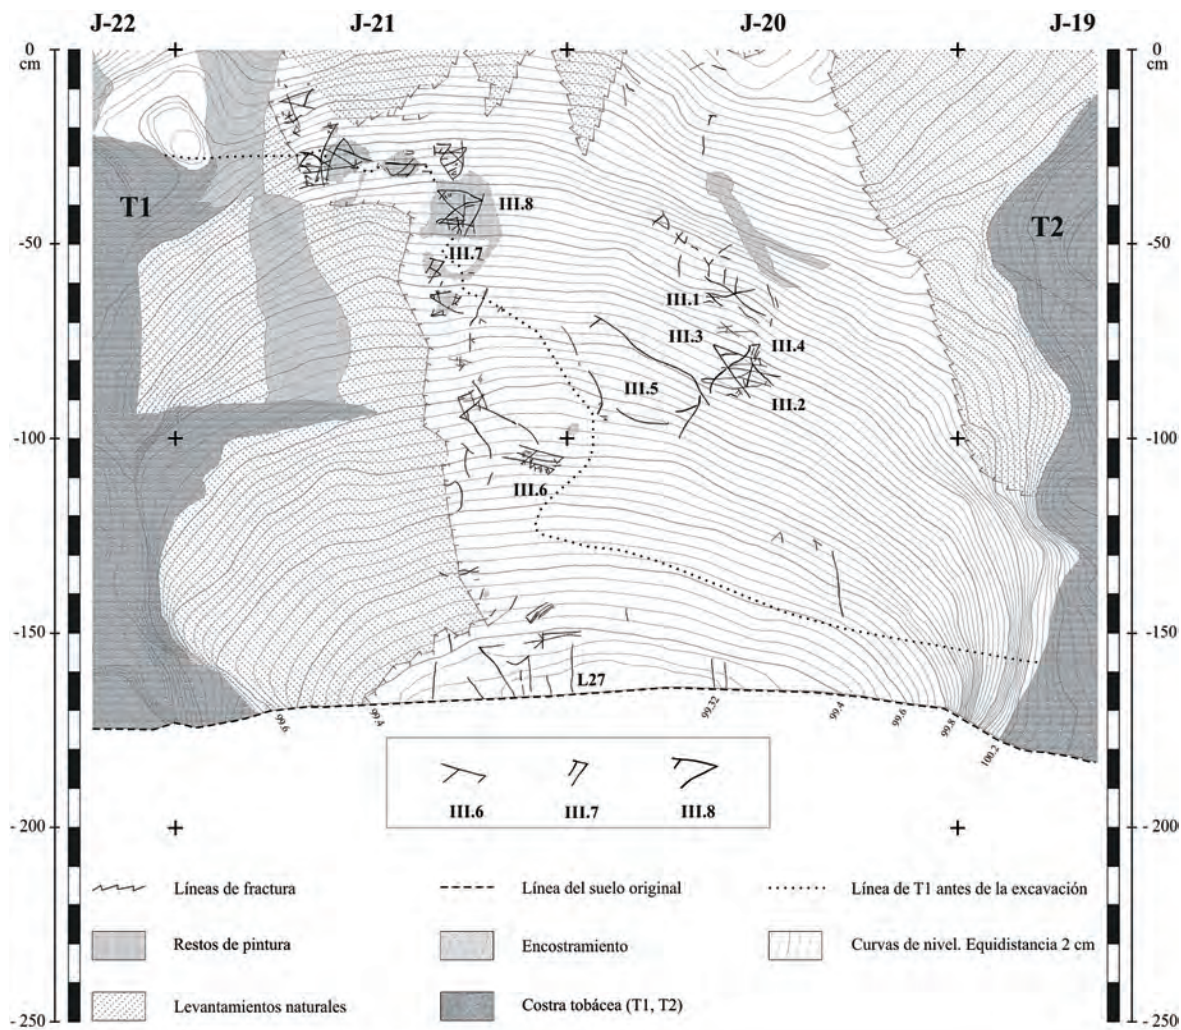 J-22 J-21 J-20 J-19
0 0
cm cm
T1
III.8
T2
-50 III.7 -50
III.1
III.3 III.4
III.5
III.2
-100 -100
III.6
-150 -150
L27
99.6 99.4 99.32 99.4 99.6 99.8 100.2
III.6 III.7 III.8
-200 -200
Líneas de fractura Línea del suelo original Línea de T1 antes de la excavación
Restos de pintura Encostramiento Curvas de nivel. Equidistancia 2 cm
Levantamientos naturales Costra tobácea (T1, T2)
-250 -250